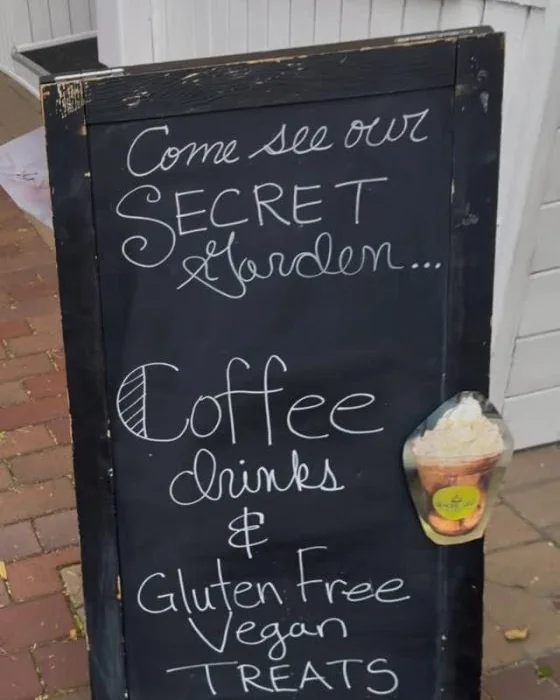 Come see our
SECRET
Garden...
Coffee
drinks
&
Gluten Free
Vegan
TREATS